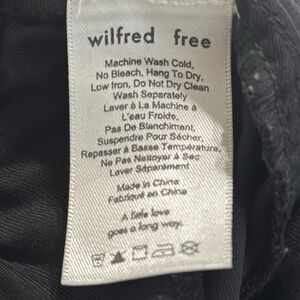 wilfred free
Machine Wash Cold,
No Bleach, Hang To Dry,
Low Iron, Do Not Dry Clean
Wash Separately
Laver à La Machine à
L'eau Froide,
Pas De Blanchiment,
Suspendre Pour Sécher,
Repasser à Basse Température,
Ne Pas Nettoyer à Sec
Laver Séparément
Made in China
Fabriqué en China
A little love
goes a long way.